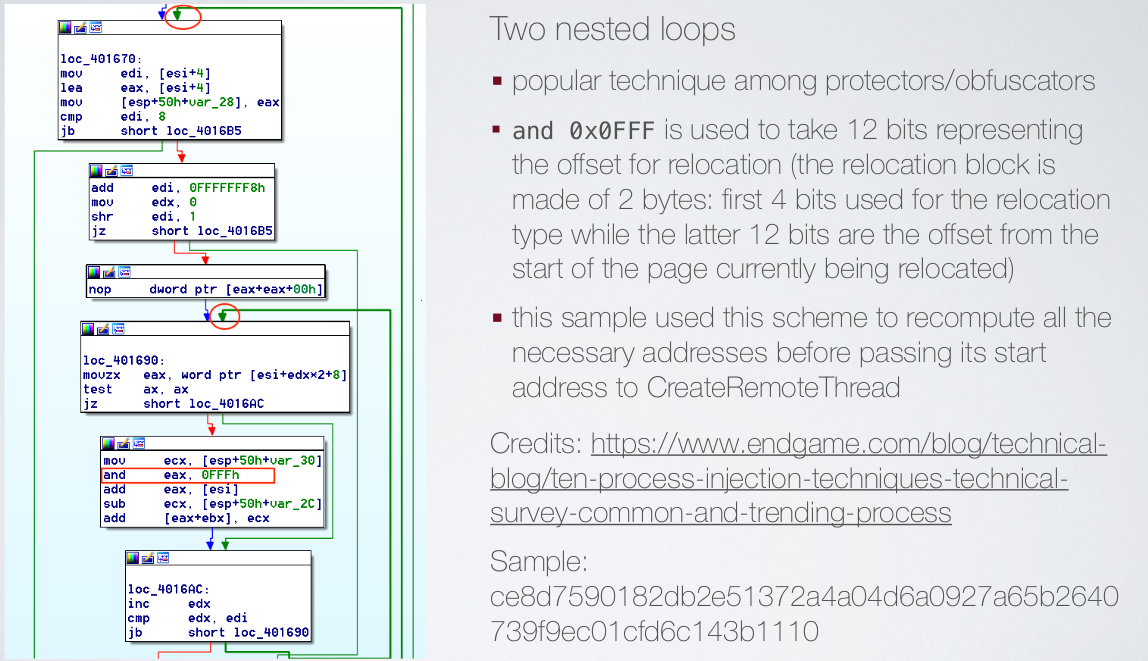 loc_401670:
mov edi, [esi+4]
lea eax, [esi+4]
mov [esp+50h+var_28], eax
cmp edi, 8
jb short loc_4016B5
add edi, 0FFFFFFF8h
mov edx, 0
shr edi, 1
jz short loc_4016B5
nop dword ptr [eax+eax+00h]
loc_401690:
movzx eax, word ptr [esi+edx*2+8]
test ax, ax
jz short loc_4016AC
mov ecx, [esp+50h+var_30]
and eax, 0FFFh
add eax, [esi]
sub ecx, [esp+50h+var_2C]
add [eax+ebx], ecx
loc_4016AC:
inc edx
cmp edx, edi
jb short loc_401690
Two nested loops
▪ popular technique among protectors/obfuscators
▪ and 0x0FFF is used to take 12 bits representing
the offset for relocation (the relocation block is
made of 2 bytes: first 4 bits used for the relocation
type while the latter 12 bits are the offset from the
start of the page currently being relocated)
▪ this sample used this scheme to recompute all the
necessary addresses before passing its start
address to CreateRemoteThread
Credits: https://www.endgame.com/blog/technical-
blog/ten-process-injection-techniques-technical-
survey-common-and-trending-process
Sample:
ce8d7590182db2e51372a4a04d6a0927a65b2640
739f9ec01cfd6c143b1110